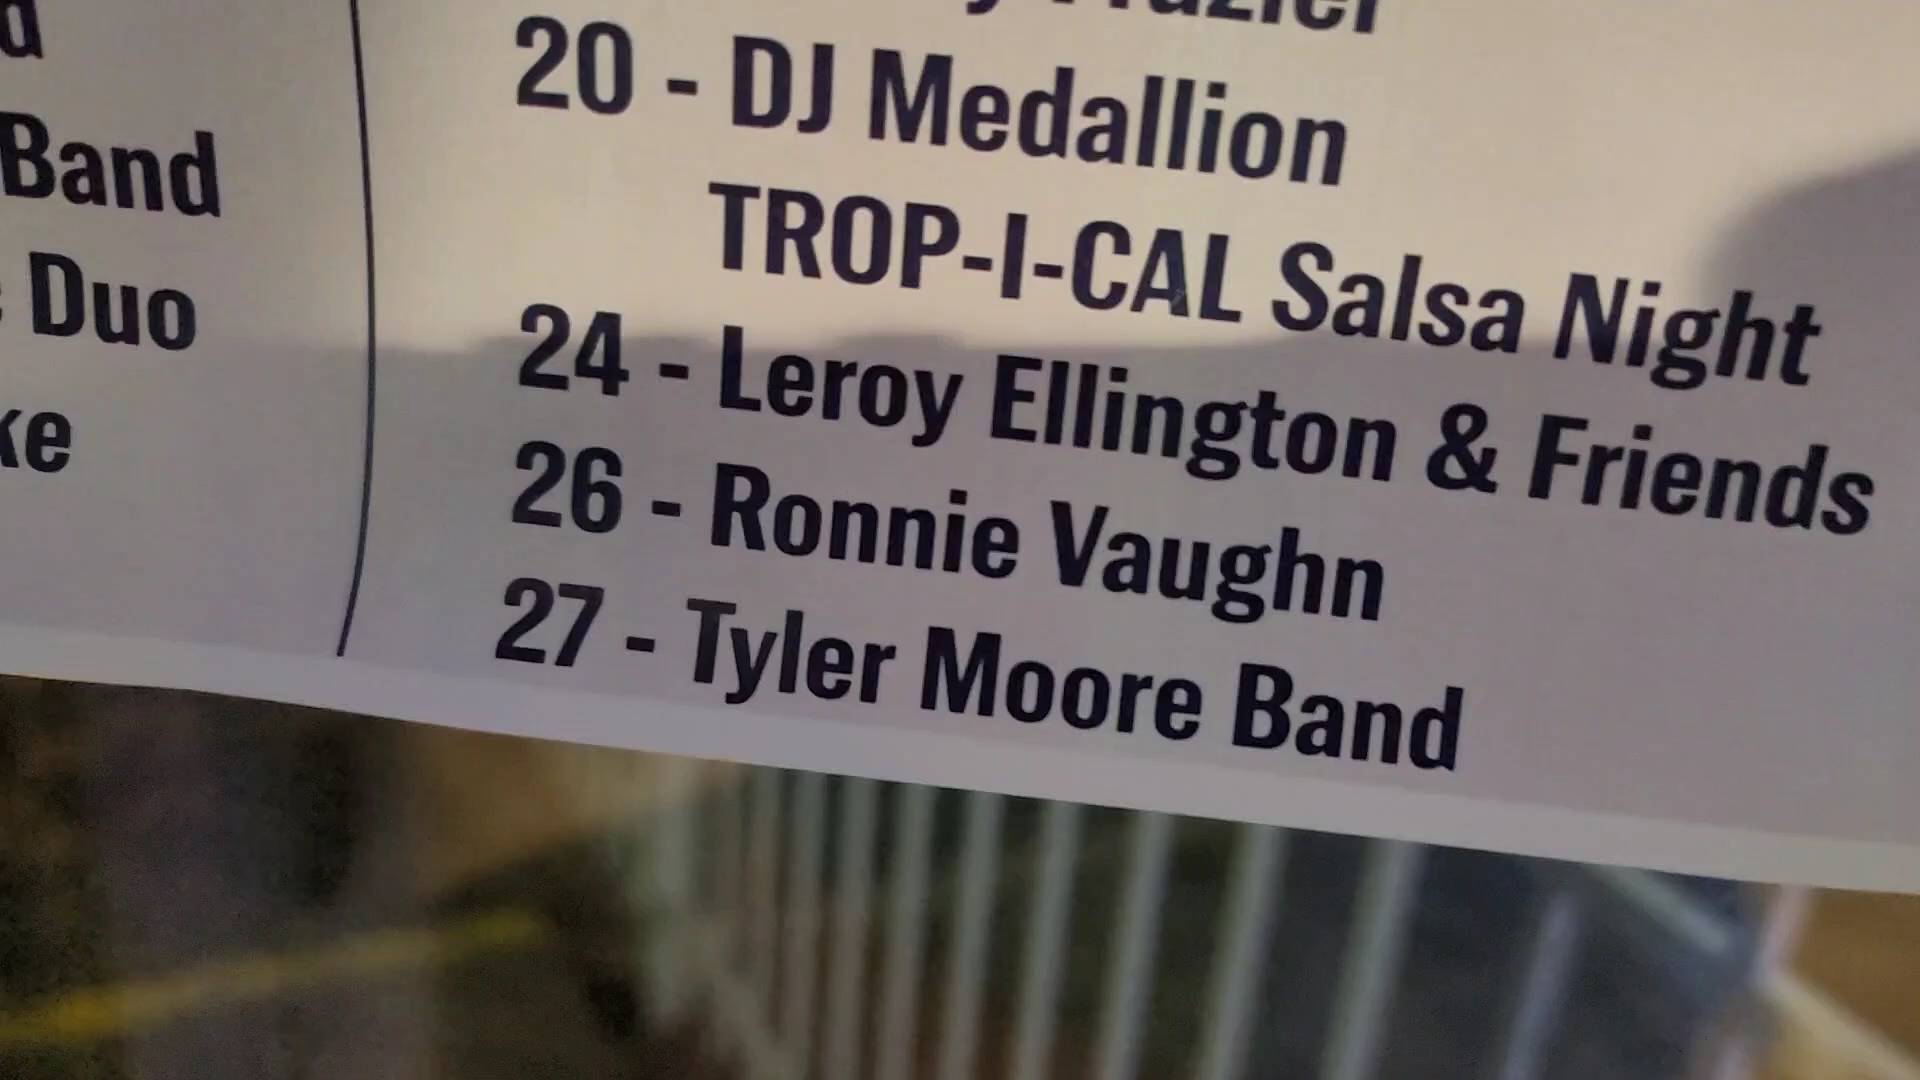 Band
Duo
20 - DJ Medallion
TROP-I-CAL Salsa Night
24 - Leroy Ellington & Friends
26 - Ronnie Vaughn
27 - Tyler Moore Band